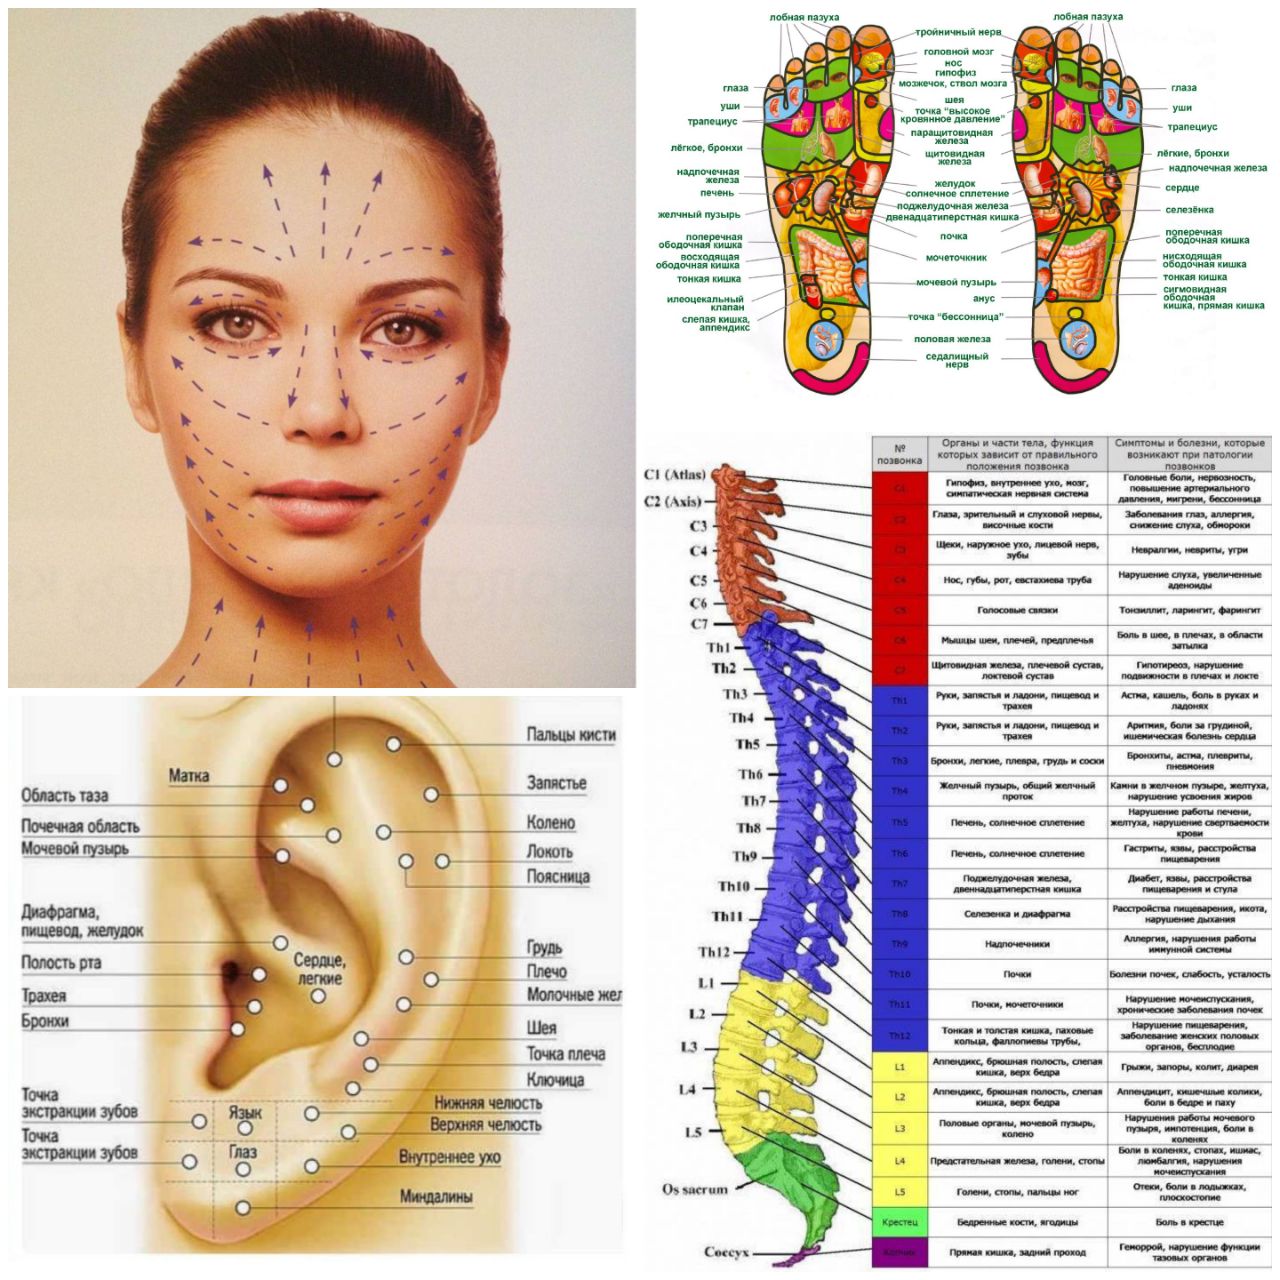 лобная пазуха
лобная пазуха
тройничный нерв
головной мозг
нос
гипофиз
мозжечок, ствол мозга
шея
точка "высокое
кровянное давление"
паращитовидная
железа
щитовидная
железа
желудок
солнечное сплетение
поджелудочная железа
двенадцатиперстная кишка
почка
мочеточкник
мочевой пузырь
анус
точка "бессонница"
половая железа
седалищный
нерв
глаза
уши
трапециус
лёгкое, бронхи
надпочечная
железа
печень
желчный пузырь
поперечная
ободочная кишка
восходящая
ободочная кишка
тонкая кишка
илеоцекальный
клапан
слепая кишка,
аппендикс
глаза
уши
трапециус
лёгкие, бронхи
надпочечная железа
сердце
селезёнка
поперечная
ободочная кишка
нисходящая
ободочная кишка
тонкая кишка
сигмовидная
ободочная
кишка, прямая кишка
Матка
Область таза
Почечная область
Мочевой пузырь
Диафрагма,
пищевод, желудок
Полость рта
Трахея
Бронхи
Точка
экстракции зубов
Точка
экстракции зубов
Сердце,
легкие
Язык
Глаз
Пальцы кисти
Запястье
Колено
Локоть
Поясница
Грудь
Плечо
Молочные жел
Шея
Точка плеча
Ключица
Нижняя челюсть
Верхняя челюсть
Внутреннее ухо
Миндалины
C1 (Atlas)
C2 (Axis)
C3
C4
C5
C6
C7
Th1
Th2
Th3
Th4
Th5
Th6
Th7
Th8
Th9
Th10
Th11
Th12
L1
L2
L3
L4
L5
Os sacrum
Coccyx
№
позвонка
Органы и части тела, функция
которых зависит от правильного
положения позвонка
Симптомы и болезни, которые
возникают при патологии
позвонков
C1
Гипофиз, внутреннее ухо, мозг,
симпатическая нервная система
Головные боли, нервозность,
повышение артериального
давления, мигрени, бессонница
C2
Глаза, зрительный и слуховой нервы,
височные кости
Заболевания глаз, аллергия,
снижение слуха, обмороки
C3
Щеки, наружное ухо, лицевой нерв,
зубы
Невралгии, невриты, угри
C4
Нос, губы, рот, евстахиева труба
Нарушение слуха, увеличенные
аденоиды
C5
Голосовые связки
Тонзиллит, ларингит, фарингит
C6
Мышцы шеи, плечей, предплечья
Боль в шее, в плечах, в области
затылка
C7
Щитовидная железа, плечевой сустав,
локтевой сустав
Гипотиреоз, нарушение
подвижности в плечах и локте
Th1
Руки, запястья и ладони, пищевод и
трахея
Астма, кашель, боль в руках и
ладонях
Th2
Руки, запястья и ладони, пищевод и
трахея
Аритмия, боли за грудиной,
ишемическая болезнь сердца
Th3
Бронхи, легкие, плевра, грудь и соски
Бронхиты, астма, плевриты,
пневмония
Th4
Желчный пузырь, общий желчный
проток
Камни в желчном пузыре, желтуха,
нарушение усвоения жиров
Th5
Печень, солнечное сплетение
Нарушение работы печени,
желтуха, нарушение свертваемости
крови
Th6
Печень, солнечное сплетение
Гастриты, язвы, расстройства
пищеварения
Th7
Поджелудочная железа,
двеннадцатиперстная кишка
Диабет, язвы, расстройства
пищеварения и стула
Th8
Селезенка и диафрагма
Расстройства пищеварения, икота,
нарушение дыхания
Th9
Надпочечники
Аллергия, нарушения работы
иммунной системы
Th10
Почки
Болезни почек, слабость, усталость
Th11
Почки, мочеточники
Нарушение мочеиспускания,
хронические заболевания почек
Th12
Тонкая и толстая кишка, паховые
кольца, фаллопиевы трубы,
Нарушение пищеварения,
заболевание женских половых
органов, бесплодие
L1
Аппендикс, брюшная полость, слепая
кишка, верх бедра
Грыжи, запоры, колит, диарея
L2
Аппендикс, брюшная полость, слепая
кишка, верх бедра
Аппендицит, кишечные колики,
боли в бедре и паху
L3
Половые органы, мочевой пузырь,
колено
Нарушения работы мочевого
пузыря, импотенция, боли в
коленях
L4
Предстательная железа, голени, стопы
Боли в коленях, стопах, ишиас,
люмбалгия, нарушения
мочеиспускания
L5
Голени, стопы, пальцы ног
Отеки, боли в лодыжках,
плоскостопие
Крестец
Бедренные кости, ягодицы
Боль в крестце
Копчик
Прямая кишка, задний проход
Геморрой, нарушение функции
тазовых органов